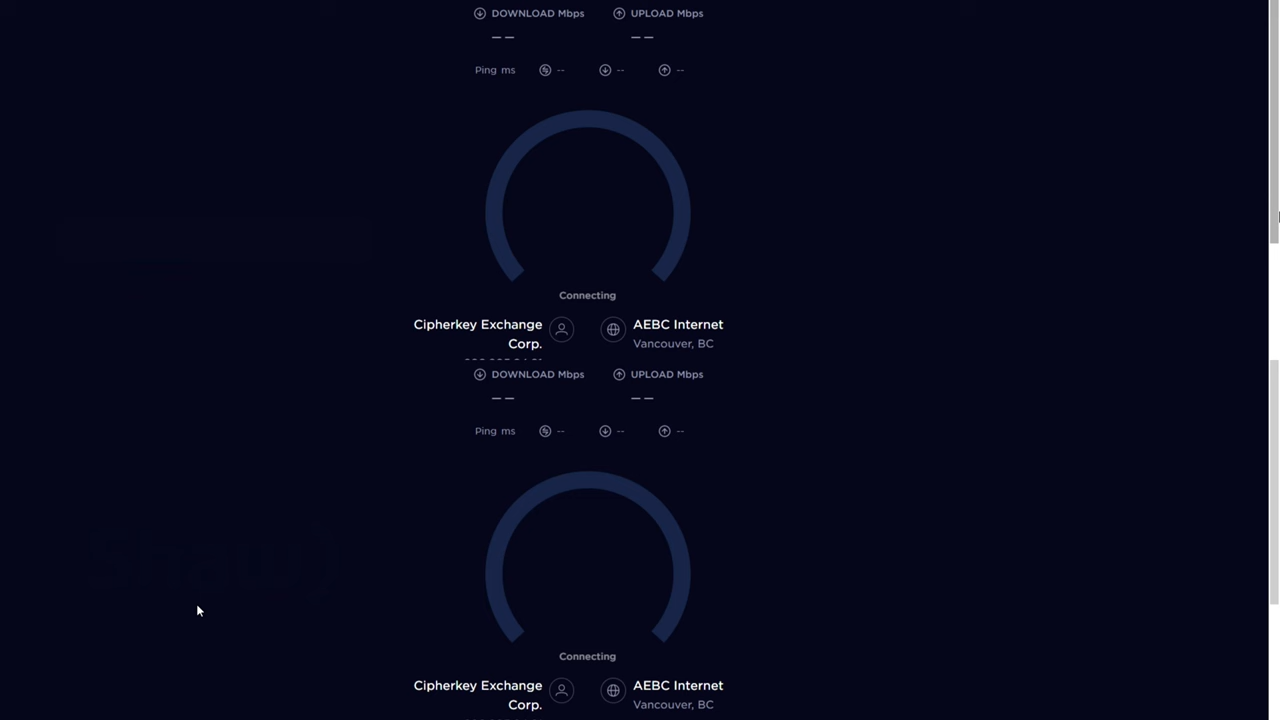 DOWNLOAD Mbps UPLOAD Mbps
— — — —
Ping ms -- -- --
Connecting
Cipherkey Exchange Corp.
AEBC Internet
Vancouver, BC
DOWNLOAD Mbps UPLOAD Mbps
— — — —
Ping ms -- -- --
Connecting
Cipherkey Exchange Corp.
AEBC Internet
Vancouver, BC
Shaw)